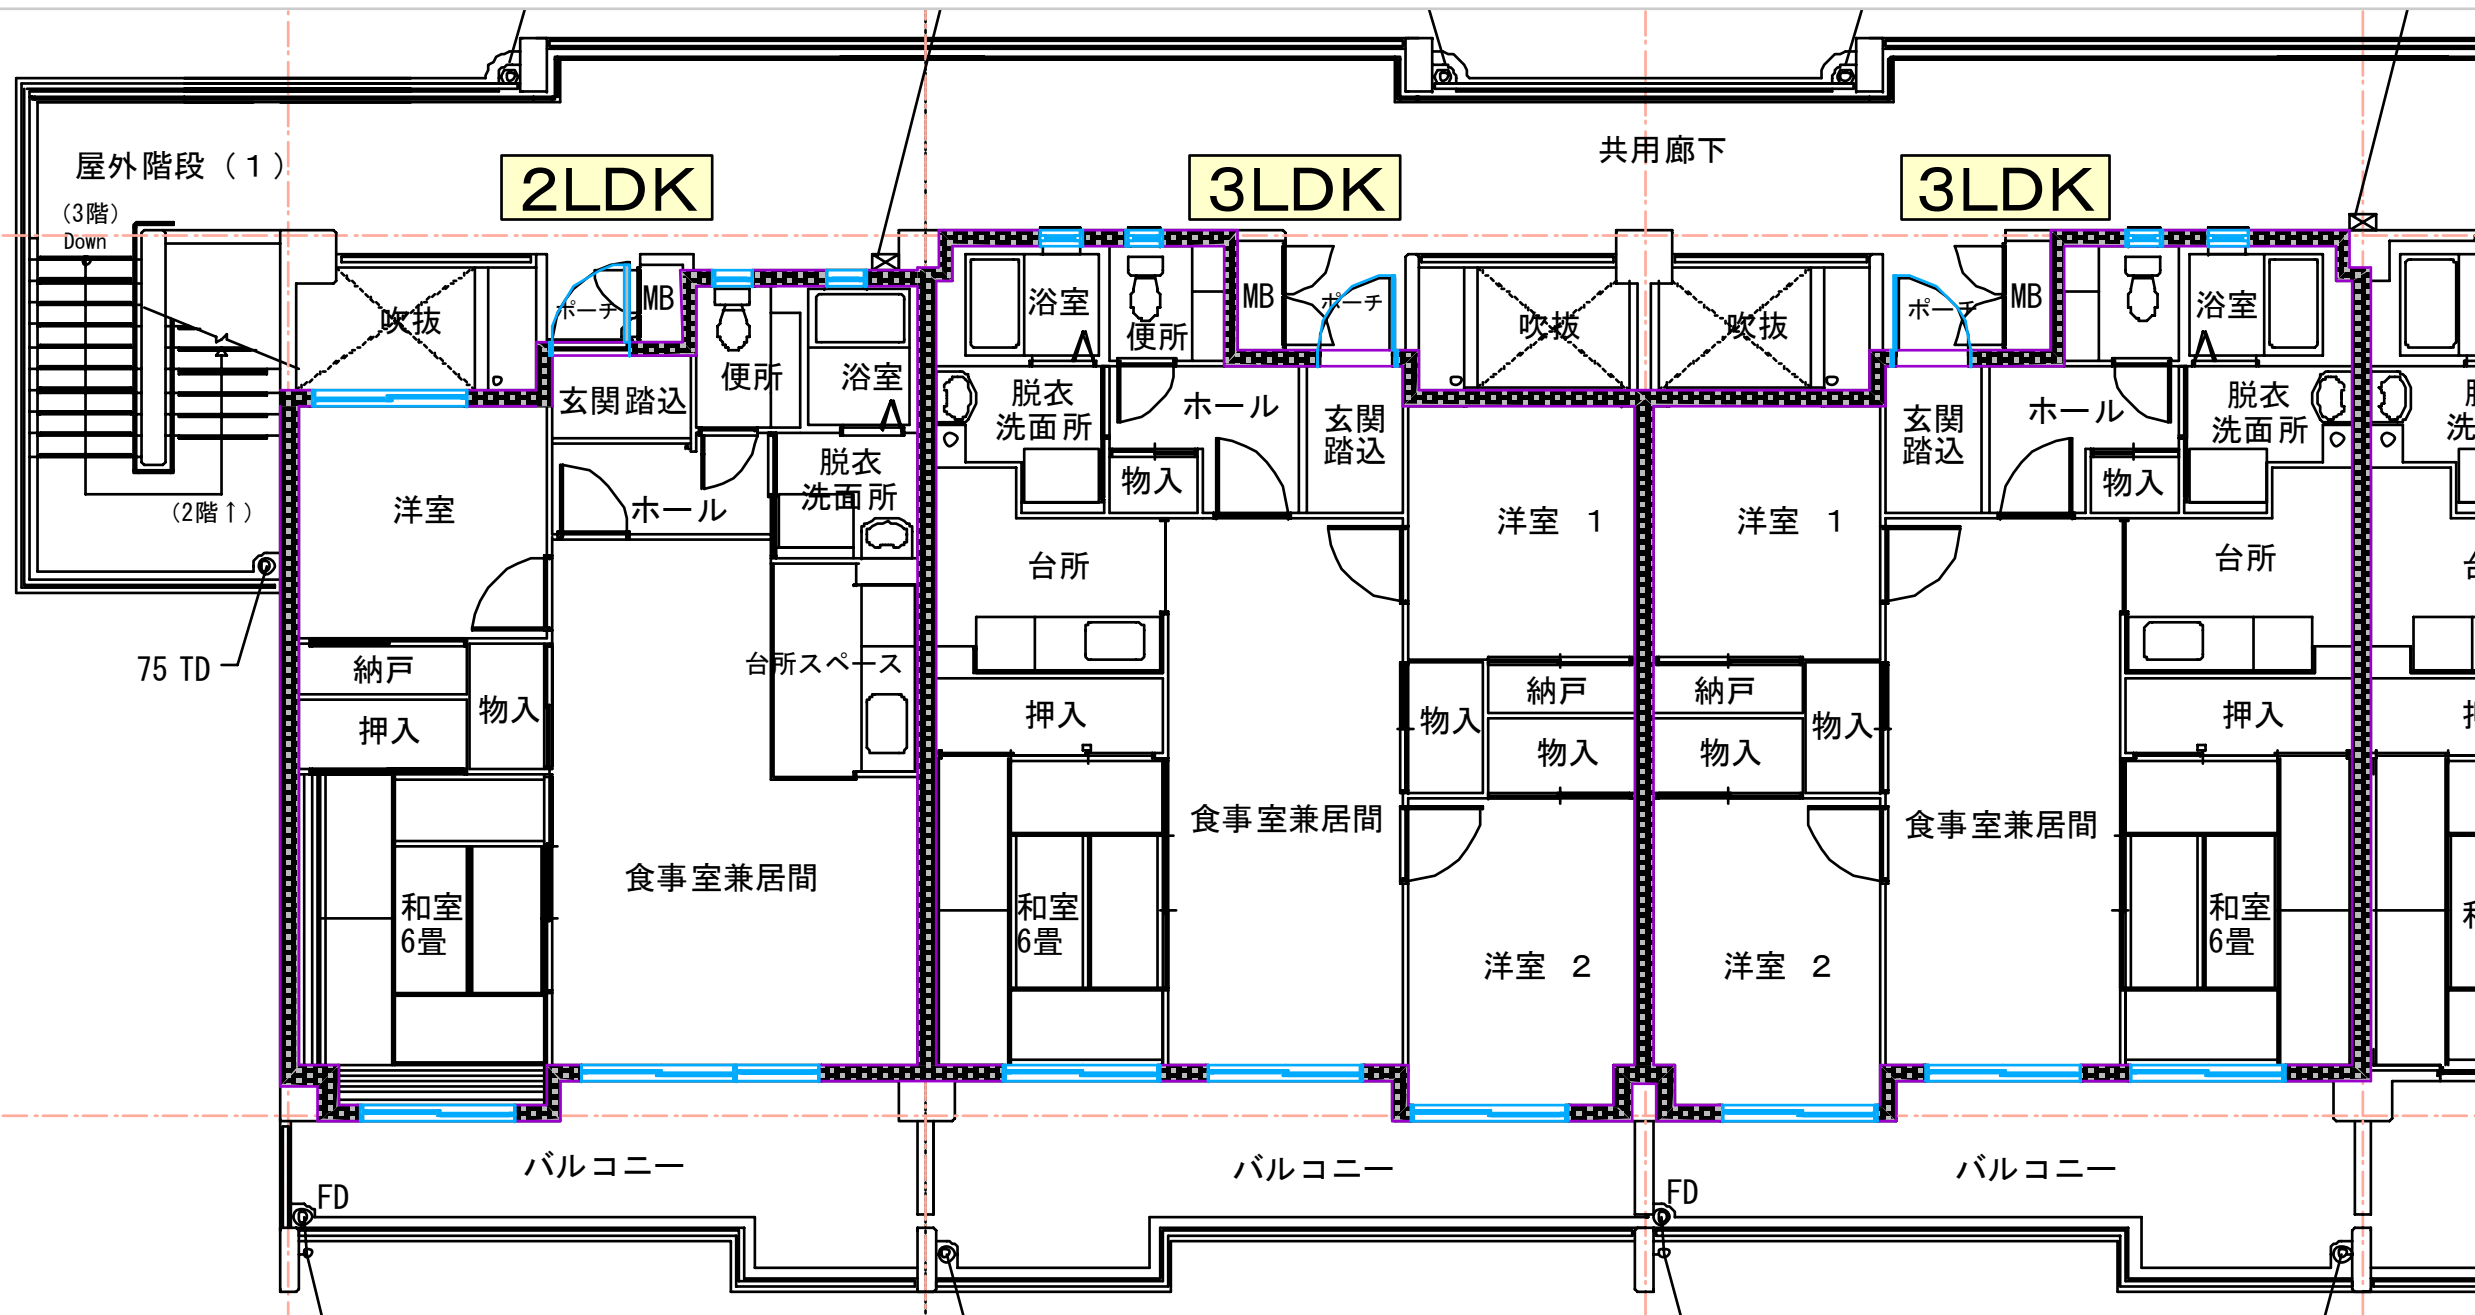 共用廊下
屋外階段（１）
2LDK
3LDK
3LDK
(3階)
Down
(2階↑)
75 TD
吹抜
ポーチ
MB
便所
浴室
玄関踏込
脱衣
洗面所
ホール
洋室
台所スペース
納戸
押入
物入
食事室兼居間
和室
6畳
バルコニー
FD
浴室
便所
MB
ポーチ
吹抜
脱衣
洗面所
ホール
玄関
踏込
物入
台所
洋室 1
押入
納戸
物入
物入
食事室兼居間
和室
6畳
洋室 2
バルコニー
吹抜
ポーチ
MB
浴室
玄関
踏込
ホール
脱衣
洗面所
物入
洋室 1
台所
納戸
物入
物入
押入
食事室兼居間
和室
6畳
洋室 2
バルコニー
FD